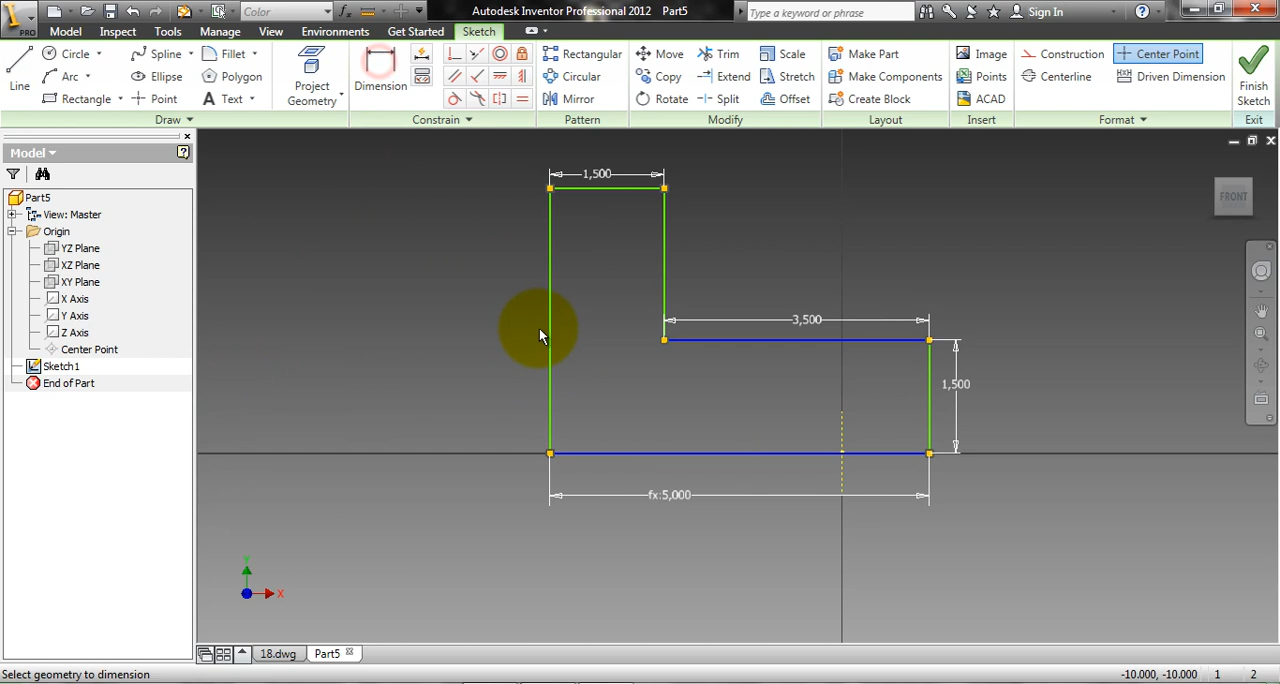 Color
Autodesk Inventor Professional 2012 Part5
Type a keyword or phrase
Sign In
PRO
Model Inspect Tools Manage View Environments Get Started Sketch
Line
Circle
Arc
Rectangle
Spline
Ellipse
Point
Fillet
Polygon
Text
Project
Geometry
Dimension
Rectangular
Circular
Mirror
Move
Copy
Rotate
Trim
Extend
Split
Scale
Stretch
Offset
Make Part
Make Components
Create Block
Image
Points
ACAD
Construction
Centerline
Center Point
Driven Dimension
Finish
Sketch
Draw
Constrain
Pattern
Modify
Layout
Insert
Format
Exit
Model
Part5
View: Master
Origin
YZ Plane
XZ Plane
XY Plane
X Axis
Y Axis
Z Axis
Center Point
Sketch1
End of Part
1,500
3,500
1,500
fx:5,000
FRONT
Y
X
18.dwg
Part5
Select geometry to dimension
-10.000, -10.000 1 2